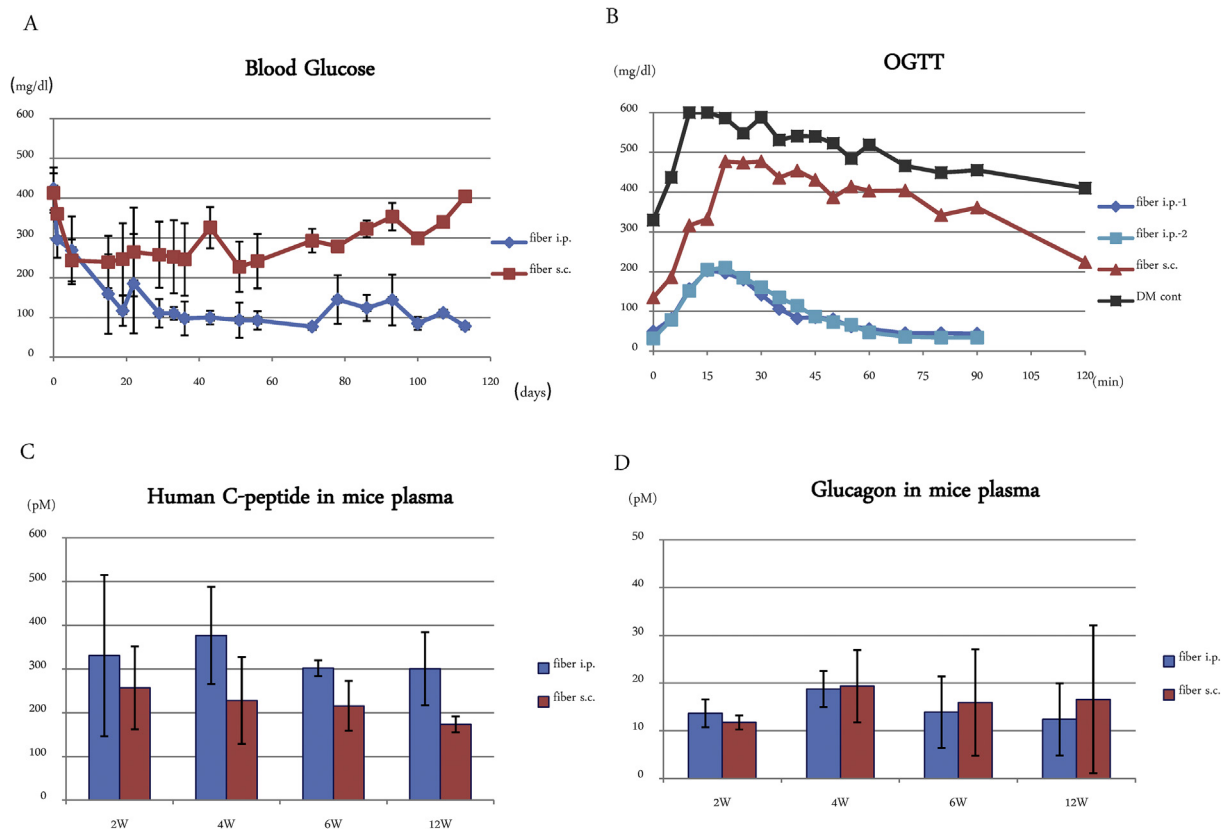 A
Blood Glucose
(mg/dl)
600
500
400
300
200
100
0
0 20 40 60 80 100 120
(days)
fiber i.p.
fiber s.c.
B
OGTT
(mg/dl)
600
500
400
300
200
100
0
0 15 30 45 60 75 90 120
(min)
fiber i.p.-1
fiber i.p.-2
fiber s.c.
DM cont
C
Human C-peptide in mice plasma
(pM)
600
500
400
300
200
100
0
2W 4W 6W 12W
fiber i.p.
fiber s.c.
D
Glucagon in mice plasma
(pM)
50
40
30
20
10
0
2W 4W 6W 12W
fiber i.p.
fiber s.c.